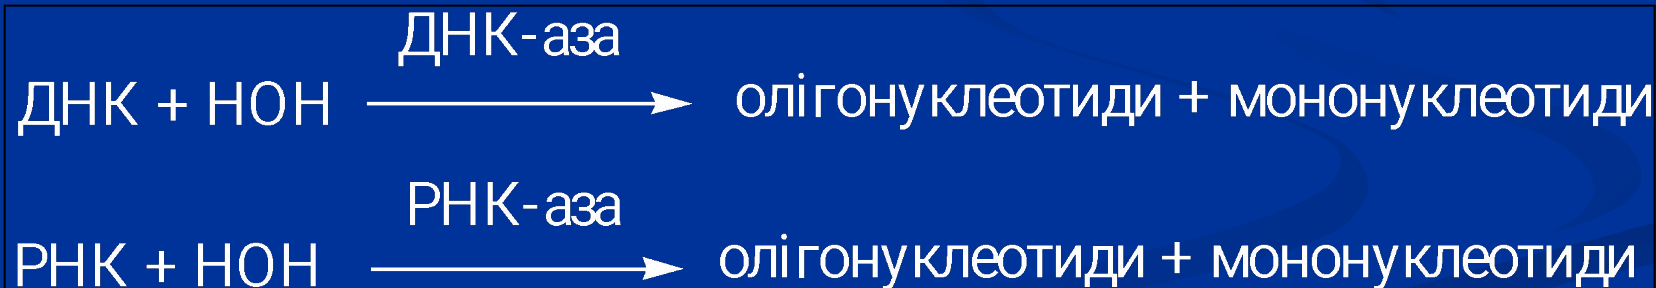 ДНК-аза
ДНК + НОН олігонуклеотиди + мононуклеотиди
РНК-аза
РНК + НОН олігонуклеотиди + мононуклеотиди